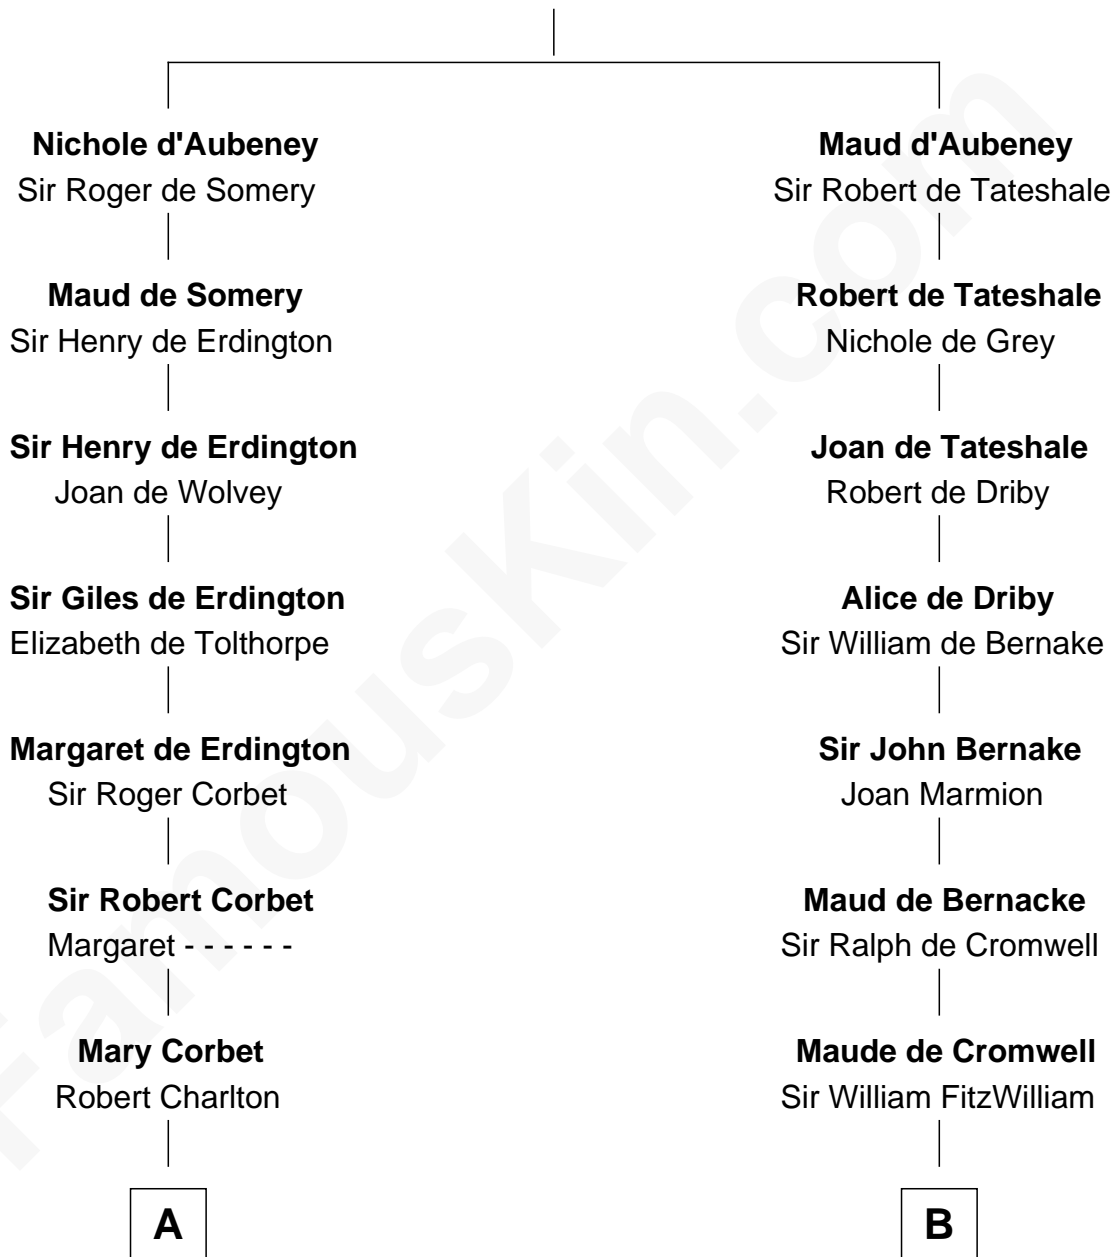 Nichole d'Aubeney
Sir Roger de Somery
Maud de Somery
Sir Henry de Erdington
Sir Henry de Erdington
Joan de Wolvey
Sir Giles de Erdington
Elizabeth de Tolthorpe
Margaret de Erdington
Sir Roger Corbet
Sir Robert Corbet
Margaret - - - - - -
Mary Corbet
Robert Charlton
A
Maud d'Aubeney
Sir Robert de Tateshale
Robert de Tateshale
Nichole de Grey
Joan de Tateshale
Robert de Driby
Alice de Driby
Sir William de Bernake
Sir John Bernake
Joan Marmion
Maud de Bernacke
Sir Ralph de Cromwell
Maude de Cromwell
Sir William FitzWilliam
B
FamousKin.com